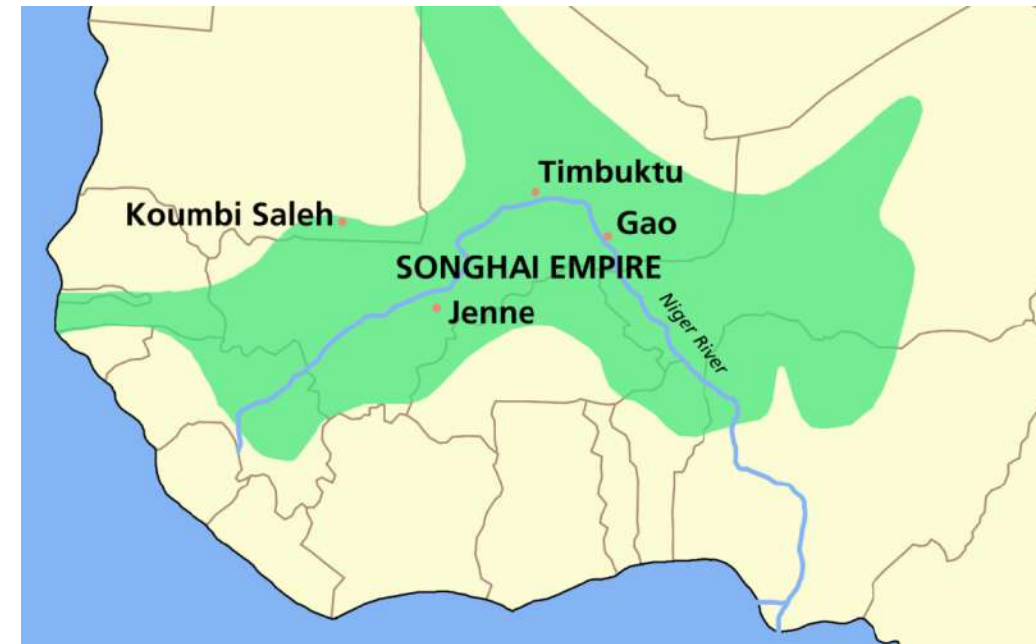 Timbuktu
Koumbi Saleh
Gao
SONGHAI EMPIRE
Jenne
Niger River